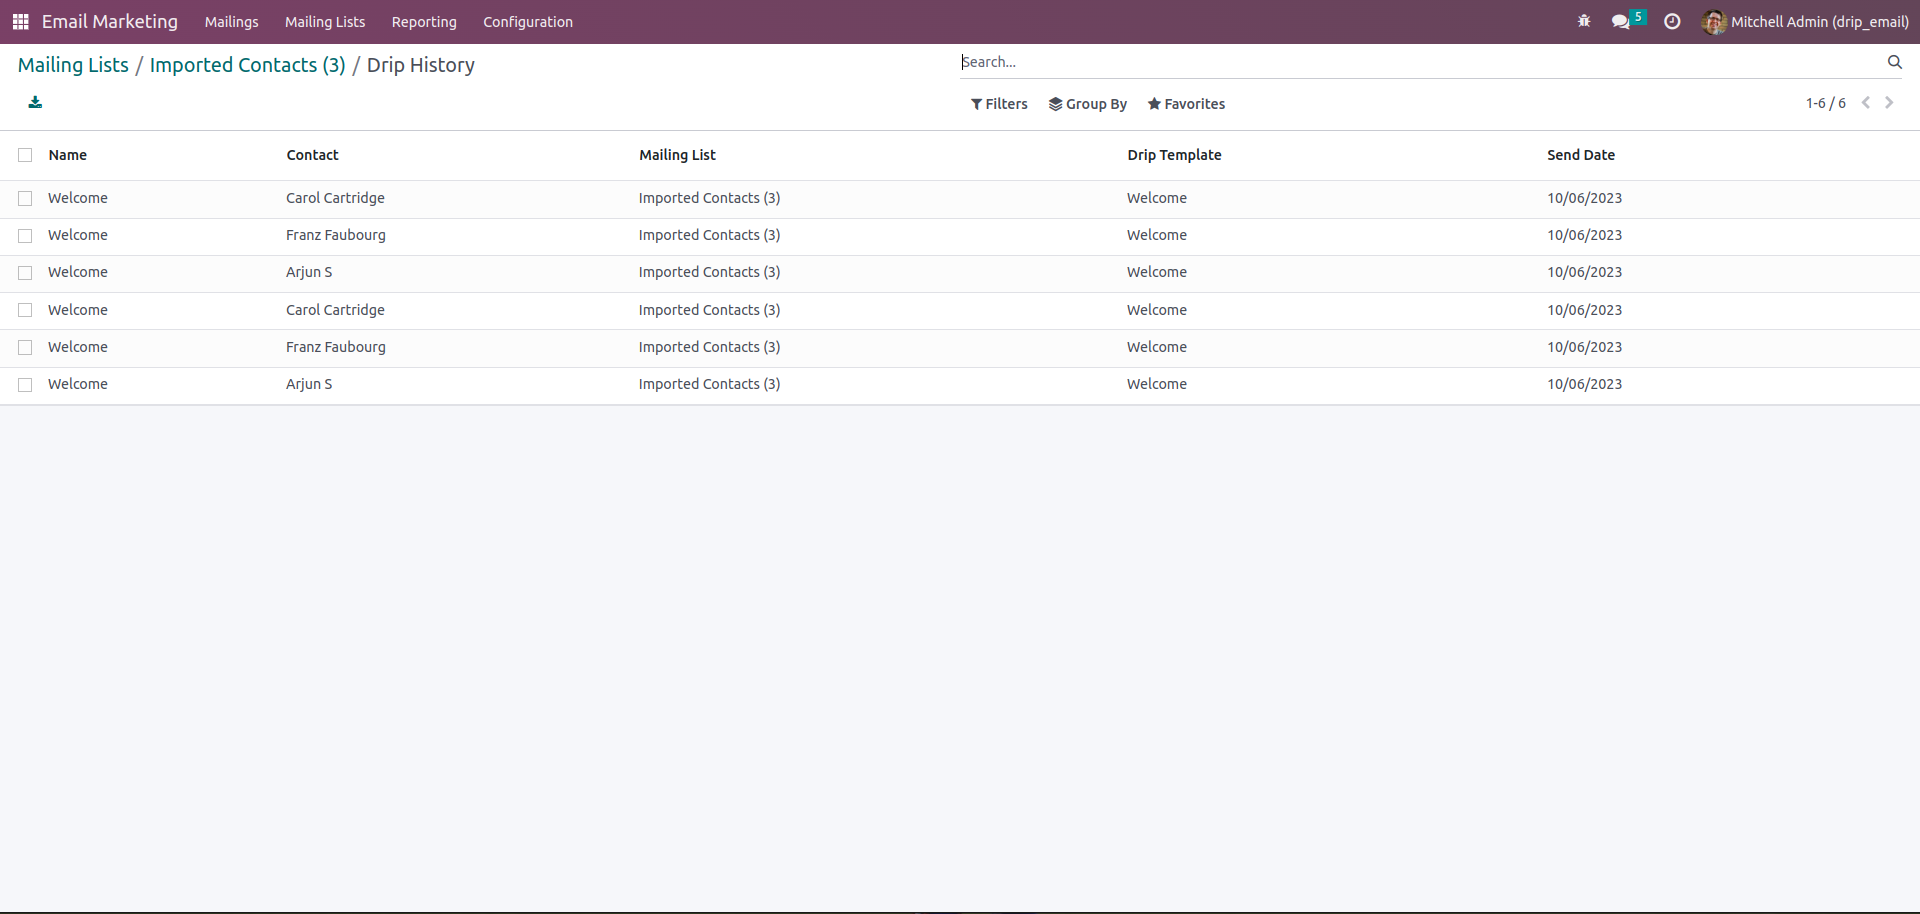 Email Marketing Mailings Mailing Lists Reporting Configuration 5 Mitchell Admin (drip_email)
Mailing Lists / Imported Contacts (3) / Drip History Search...
Filters Group By Favorites 1-6 / 6
Name Contact Mailing List Drip Template Send Date
Welcome Carol Cartridge Imported Contacts (3) Welcome 10/06/2023
Welcome Franz Faubourg Imported Contacts (3) Welcome 10/06/2023
Welcome Arjun S Imported Contacts (3) Welcome 10/06/2023
Welcome Carol Cartridge Imported Contacts (3) Welcome 10/06/2023
Welcome Franz Faubourg Imported Contacts (3) Welcome 10/06/2023
Welcome Arjun S Imported Contacts (3) Welcome 10/06/2023